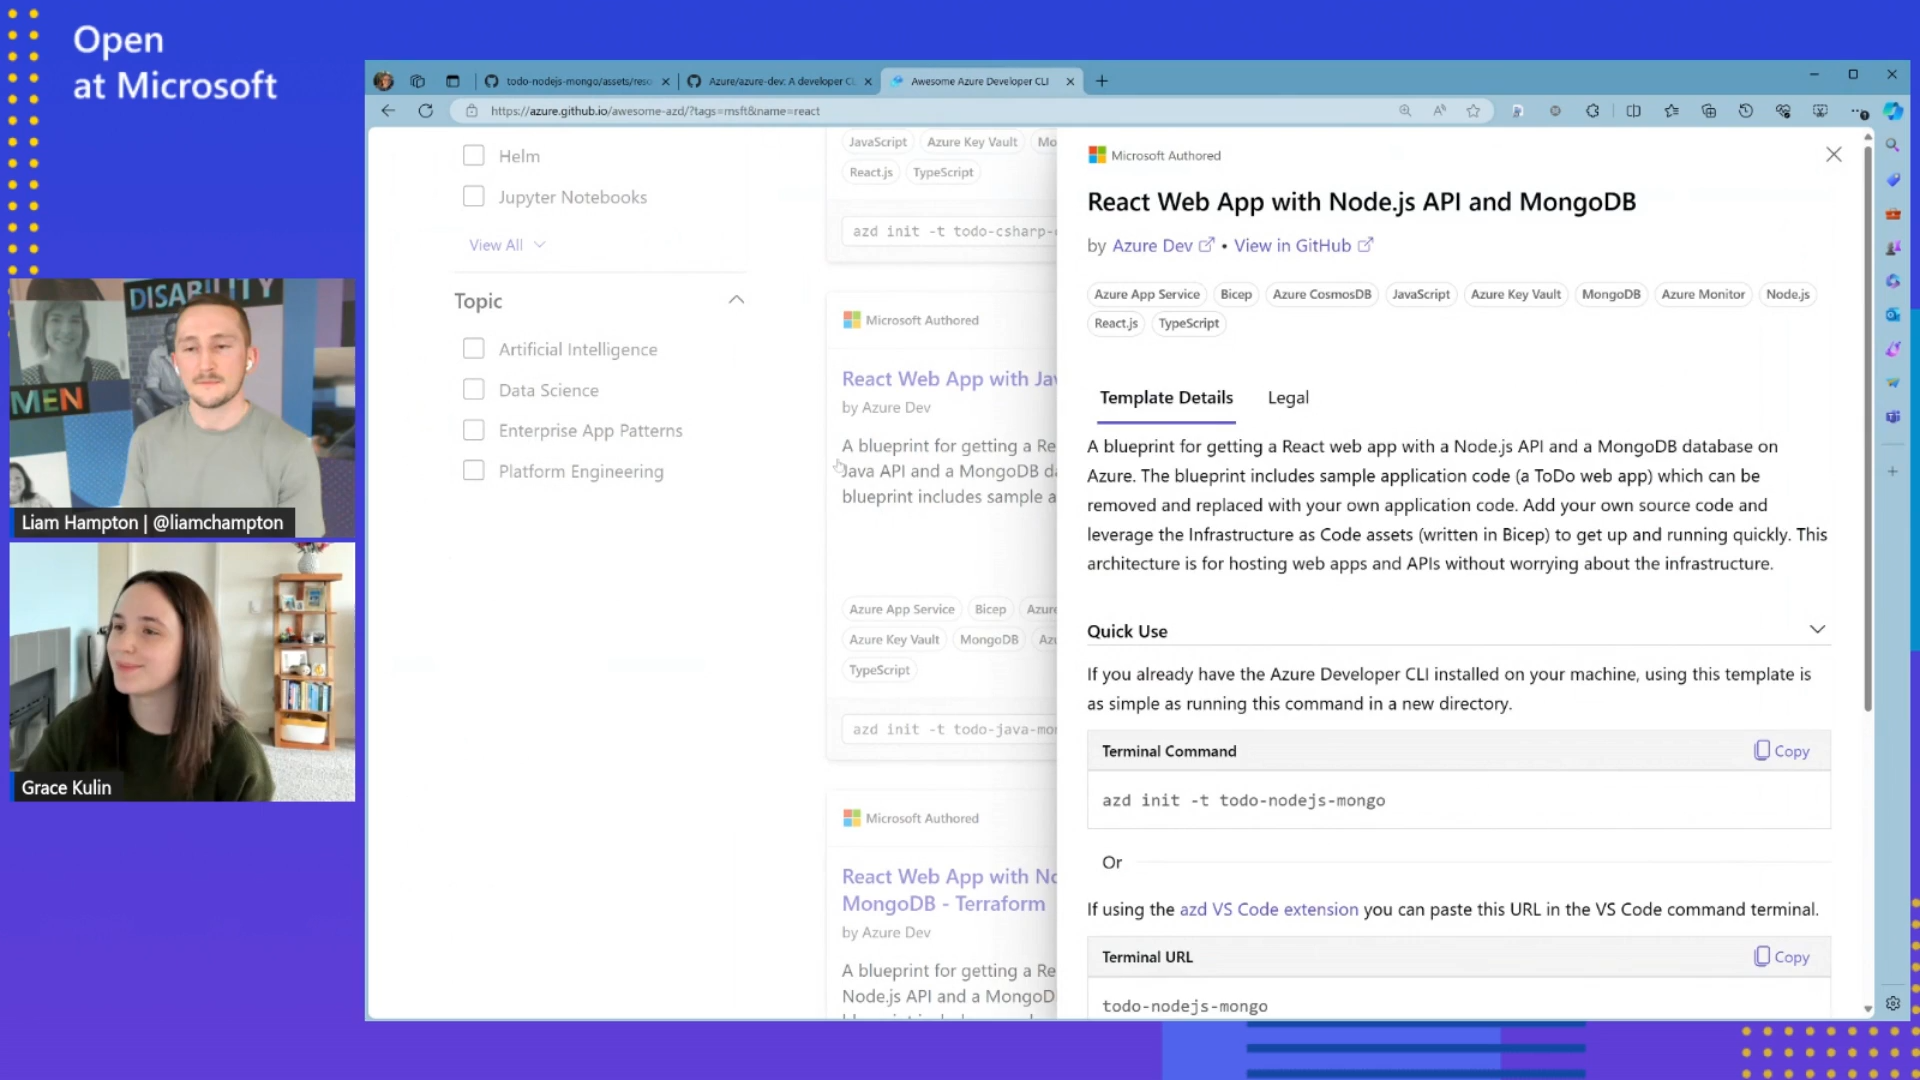 Open
at Microsoft
todo-nodejs-mongo/assets/reso
Azure/azure-dev: A developer CL
Awesome Azure Developer CLI
https://azure.github.io/awesome-azd/?tags=msft&name=react
Helm
Jupyter Notebooks
View All
Topic
Artificial Intelligence
Data Science
Enterprise App Patterns
Platform Engineering
JavaScript
Azure Key Vault
Mo
React.js
TypeScript
azd init -t todo-csharp-c
Microsoft Authored
React Web App with Jav
by Azure Dev
A blueprint for getting a Re
Java API and a MongoDB da
blueprint includes sample a
Azure App Service
Bicep
Azure
Azure Key Vault
MongoDB
Azu
TypeScript
azd init -t todo-java-mon
Microsoft Authored
React Web App with No
MongoDB - Terraform
by Azure Dev
A blueprint for getting a Re
Node.js API and a MongoD
Microsoft Authored
React Web App with Node.js API and MongoDB
by Azure Dev • View in GitHub
Azure App Service
Bicep
Azure CosmosDB
JavaScript
Azure Key Vault
MongoDB
Azure Monitor
Node.js
React.js
TypeScript
Template Details
Legal
A blueprint for getting a React web app with a Node.js API and a MongoDB database on
Azure. The blueprint includes sample application code (a ToDo web app) which can be
removed and replaced with your own application code. Add your own source code and
leverage the Infrastructure as Code assets (written in Bicep) to get up and running quickly. This
architecture is for hosting web apps and APIs without worrying about the infrastructure.
Quick Use
If you already have the Azure Developer CLI installed on your machine, using this template is
as simple as running this command in a new directory.
Terminal Command
Copy
azd init -t todo-nodejs-mongo
Or
If using the azd VS Code extension you can paste this URL in the VS Code command terminal.
Terminal URL
Copy
todo-nodejs-mongo
DISABILITY
MEN
Liam Hampton | @liamchampton
Grace Kulin